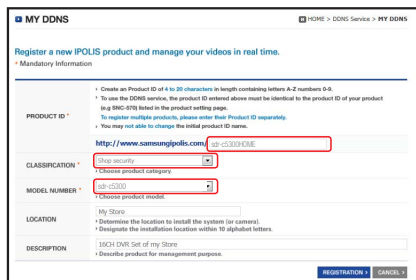 MY DDNS
HOME > DDNS Service > MY DDNS
Register a new IPOLIS product and manage your videos in real time.
* Mandatory Information
PRODUCT ID *
Create an Product ID of 4 to 20 characters in length containing letters A-Z numbers 0-9.
To use the DDNS service, the product ID entered above must be identical to the product ID of your product
(e.g SNC-570) listed in the product setting page.
To register multiple products, please enter their Product ID separately.
You may not able to change the initial product ID name.
http://www.samsungipolis.com/ sdr-c5300HOME
CLASSIFICATION *
Shop security
Choose product category.
MODEL NUMBER *
sdr-c5300
Choose product model.
LOCATION
My Store
Determine the location to install the system (or camera).
Designate the installation location within 10 alphabet letters.
DESCRIPTION
16CH DVR Set of my Store
Describe product for management purpose.
REGISTRATION >
CANCEL >